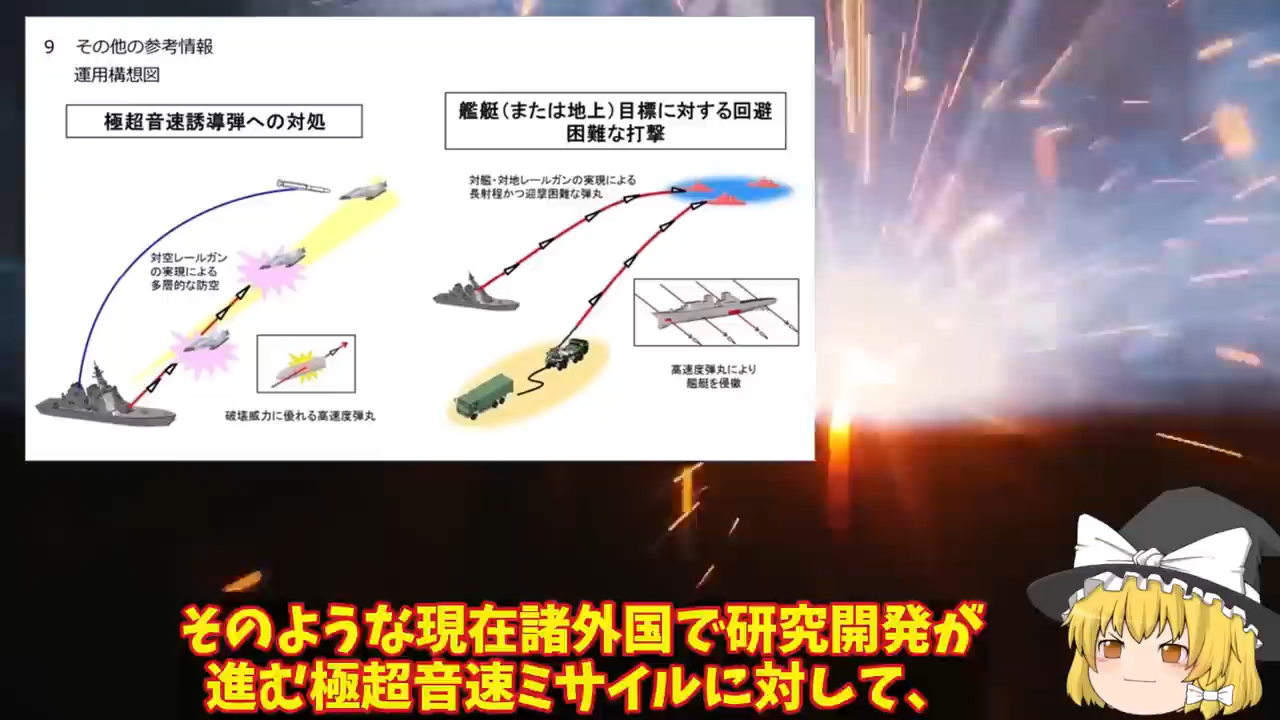 9 その他の参考情報
運用構想図
極超音速誘導弾への対処
対空レールガン
の実現による
多層的な防空
破壊威力に優れる高速度弾丸
艦艇(または地上)目標に対する回避
困難な打撃
対艦・対地レールガンの実現による
長射程かつ迎撃困難な弾丸
高速度弾丸により
艦艇を侵徹
そのような現在諸外国で研究開発が
進む極超音速ミサイルに対して、